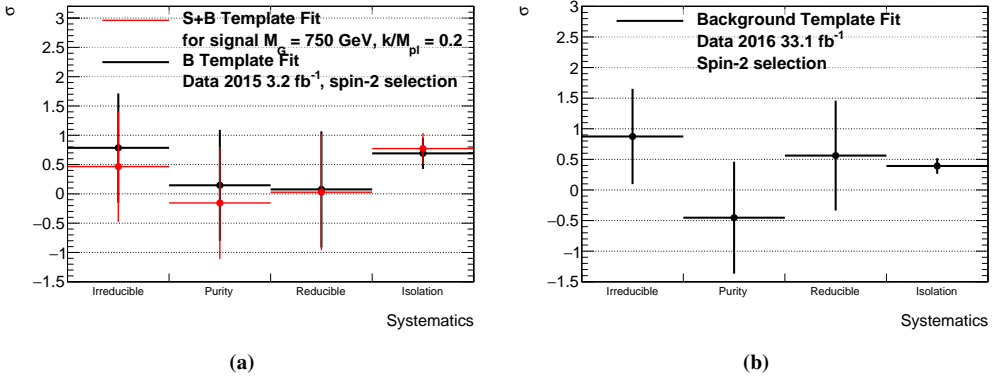 σ
3
2.5
2
1.5
1
0.5
0
−0.5
−1
−1.5
S+B Template Fit
for signal M_G = 750 GeV, k/M_pl = 0.2
B Template Fit
Data 2015 3.2 fb⁻¹, spin-2 selection
Irreducible Purity Reducible Isolation
Systematics
(a)
σ
3
2.5
2
1.5
1
0.5
0
−0.5
−1
−1.5
Background Template Fit
Data 2016 33.1 fb⁻¹
Spin-2 selection
Irreducible Purity Reducible Isolation
Systematics
(b)